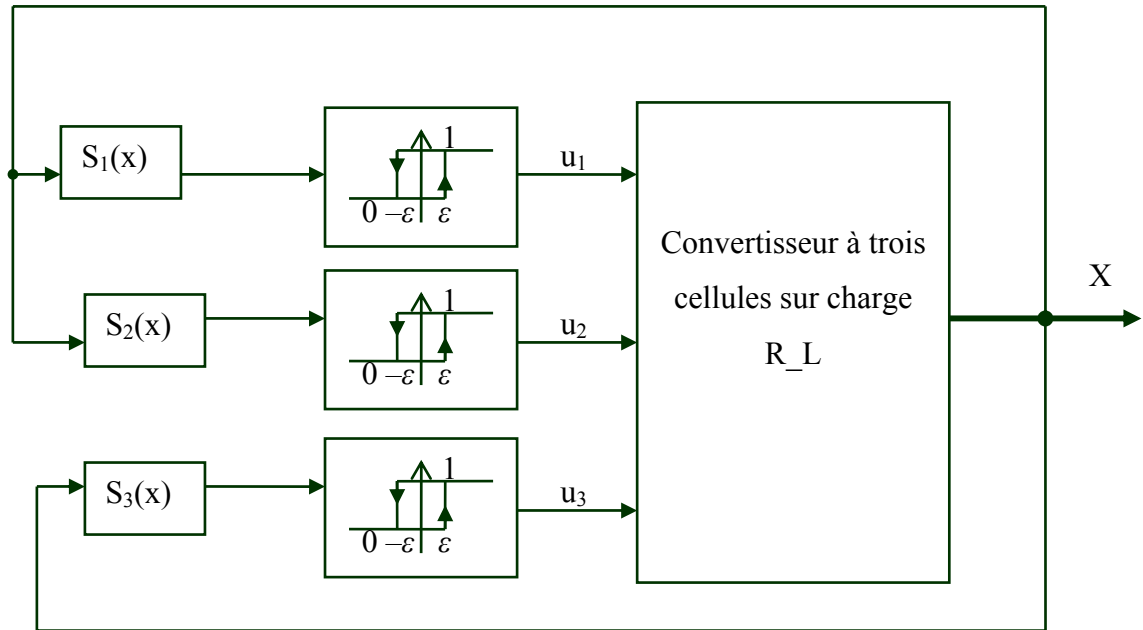 S₁(x)
1
0 –ε ε
u₁
S₂(x)
1
0 –ε ε
u₂
S₃(x)
1
0 –ε ε
u₃
Convertisseur à trois
cellules sur charge
R_L
X